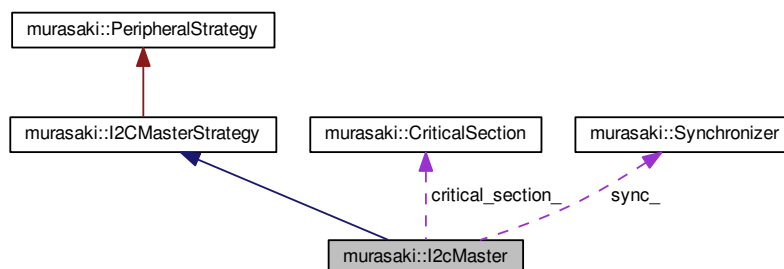 murasaki::PeripheralStrategy
murasaki::I2CMasterStrategy
murasaki::CriticalSection
murasaki::Synchronizer
critical_section_
sync_
murasaki::I2cMaster